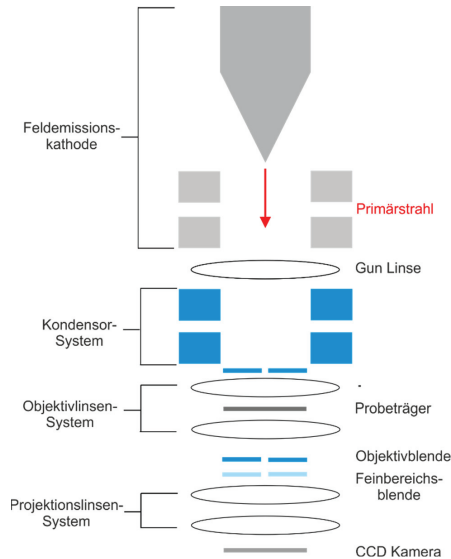 Feldemissions-
kathode
Primärstrahl
Gun Linse
Kondensor-
System
Objektivlinsen-
System
Probeträger
Objektivblende
Feinbereichs-
blende
Projektionslinsen-
System
CCD Kamera